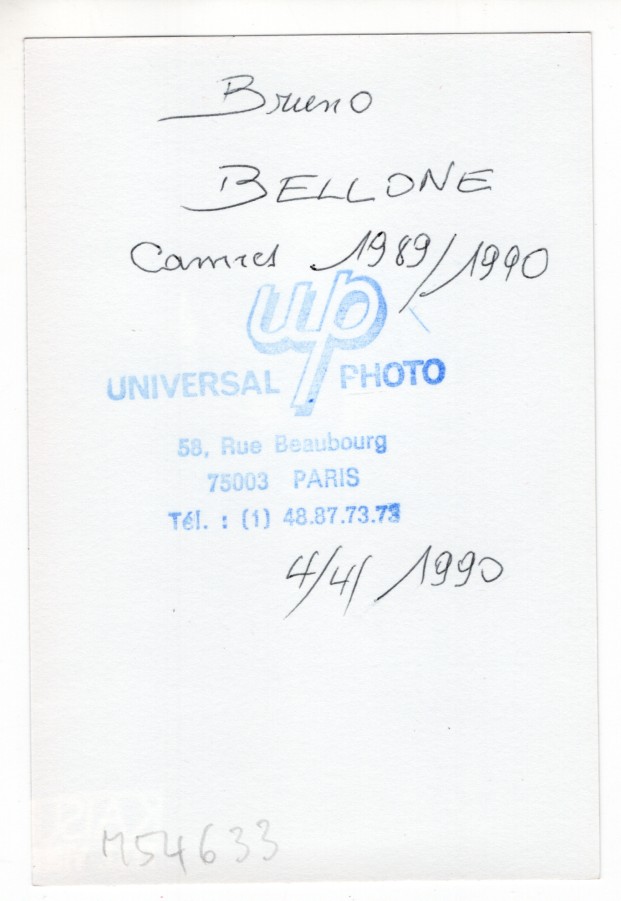 Bruno
BELLONE
Cannes 1989/1990
up
UNIVERSAL PHOTO
58, Rue Beaubourg
75003 PARIS
Tél. : (1) 48.87.73.73
4/4/1990
M54633